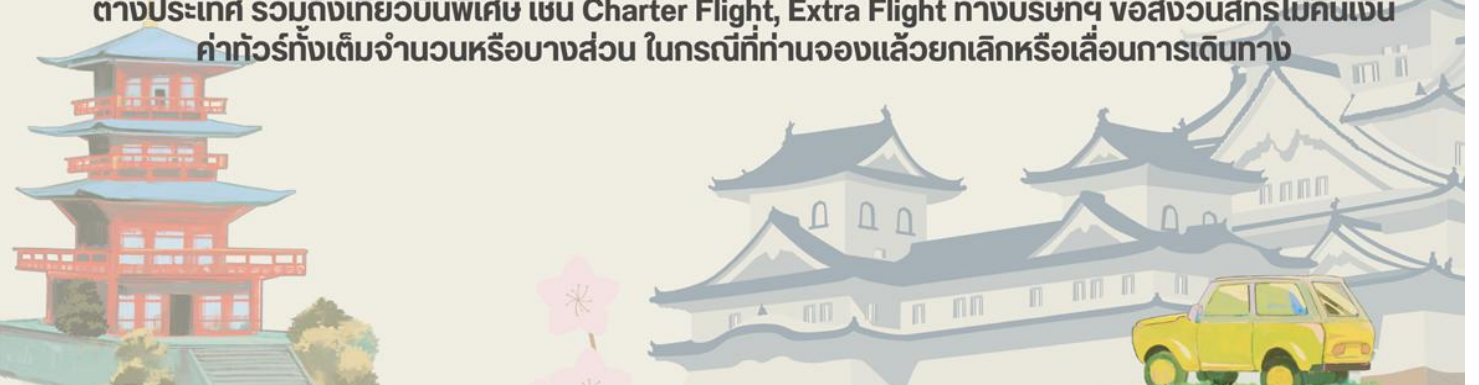 ต่างประเทศ รวมถึงเที่ยวบินพิเศษ เช่น Charter Flight, Extra Flight ทางบริษัทฯ ขอสงวนสิทธิ์ไม่คืนเงิน
ค่าทัวร์ทั้งเต็มจำนวนหรือบางส่วน ในกรณีที่ท่านจองแล้วยกเลิกหรือเลื่อนการเดินทาง